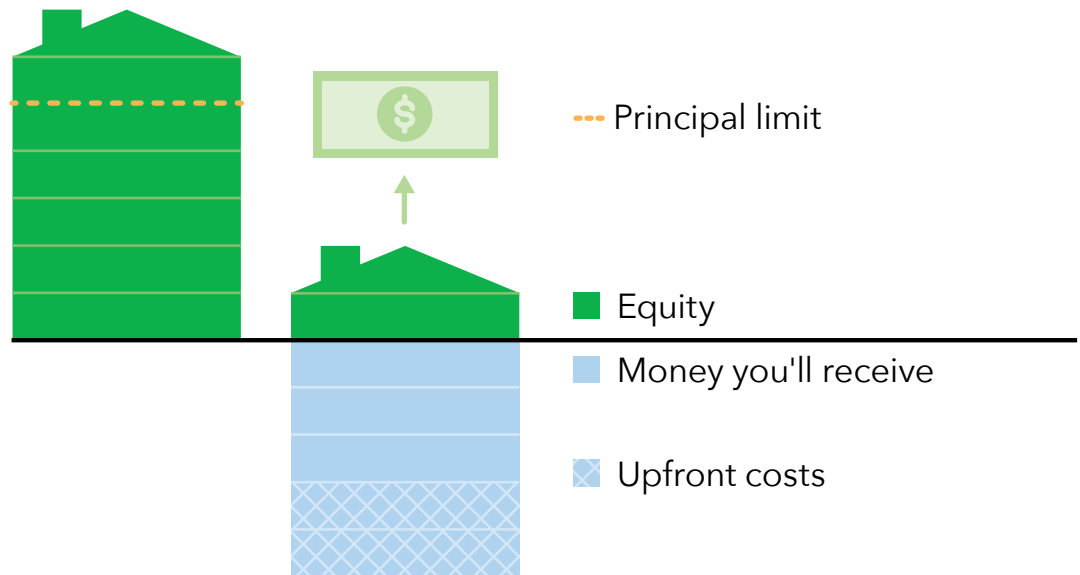 $
Principal limit
Equity
Money you'll receive
Upfront costs